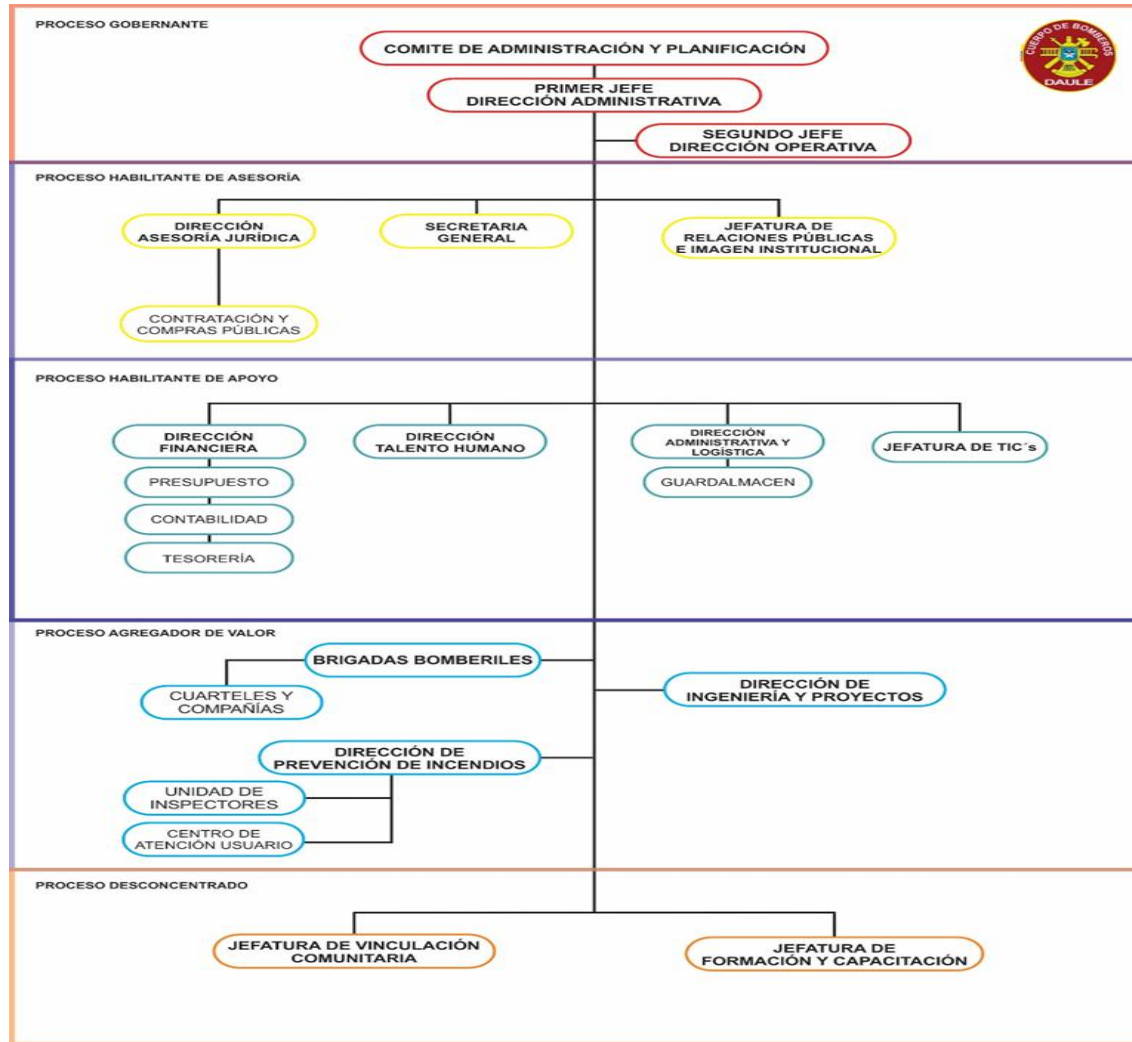 PROCESO GOBERNANTE
COMITE DE ADMINISTRACIÓN Y PLANIFICACIÓN
CUERPO DE BOMBEROS
DAULE
PRIMER JEFE
DIRECCIÓN ADMINISTRATIVA
SEGUNDO JEFE
DIRECCIÓN OPERATIVA
PROCESO HABILITANTE DE ASESORÍA
DIRECCIÓN
ASESORÍA JURÍDICA
SECRETARIA
GENERAL
JEFATURA DE
RELACIONES PÚBLICAS
E IMAGEN INSTITUCIONAL
CONTRATACIÓN Y
COMPRAS PÚBLICAS
PROCESO HABILITANTE DE APOYO
DIRECCIÓN
FINANCIERA
DIRECCIÓN
TALENTO HUMANO
DIRECCIÓN
ADMINISTRATIVA Y
LOGÍSTICA
JEFATURA DE TIC´s
PRESUPUESTO
GUARDALMACEN
CONTABILIDAD
TESORERÍA
PROCESO AGREGADOR DE VALOR
BRIGADAS BOMBERILES
CUARTELES Y
COMPAÑÍAS
DIRECCIÓN DE
INGENIERÍA Y PROYECTOS
DIRECCIÓN DE
PREVENCIÓN DE INCENDIOS
UNIDAD DE
INSPECTORES
CENTRO DE
ATENCIÓN USUARIO
PROCESO DESCONCENTRADO
JEFATURA DE VINCULACIÓN
COMUNITARIA
JEFATURA DE
FORMACIÓN Y CAPACITACIÓN